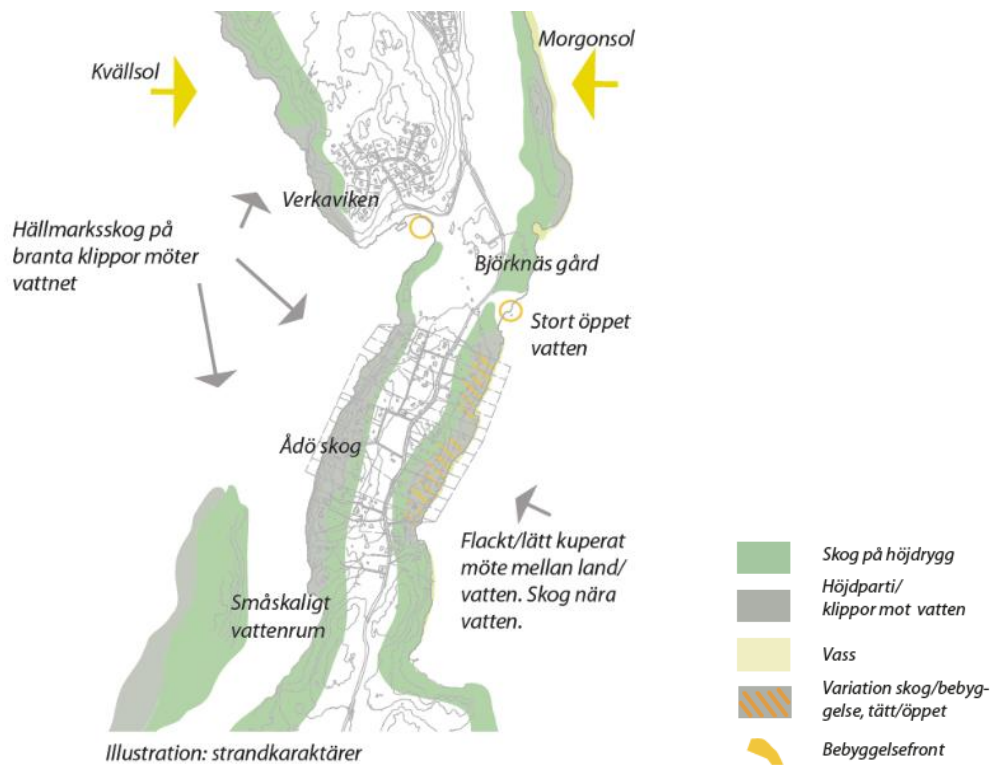 Kvällsol
Morgonsol
Verkaviken
Hällmarksskog på
branta klippor möter
vattnet
Björknäs gård
Stort öppet
vatten
Ådö skog
Flackt/lätt kuperat
möte mellan land/
vatten. Skog nära
vatten.
Småskaligt
vattenrum
Skog på höjdrygg
Höjdparti/
klippor mot vatten
Vass
Variation skog/bebyg-
gelse, tätt/öppet
Bebyggelsefront
Illustration: strandkaraktärer